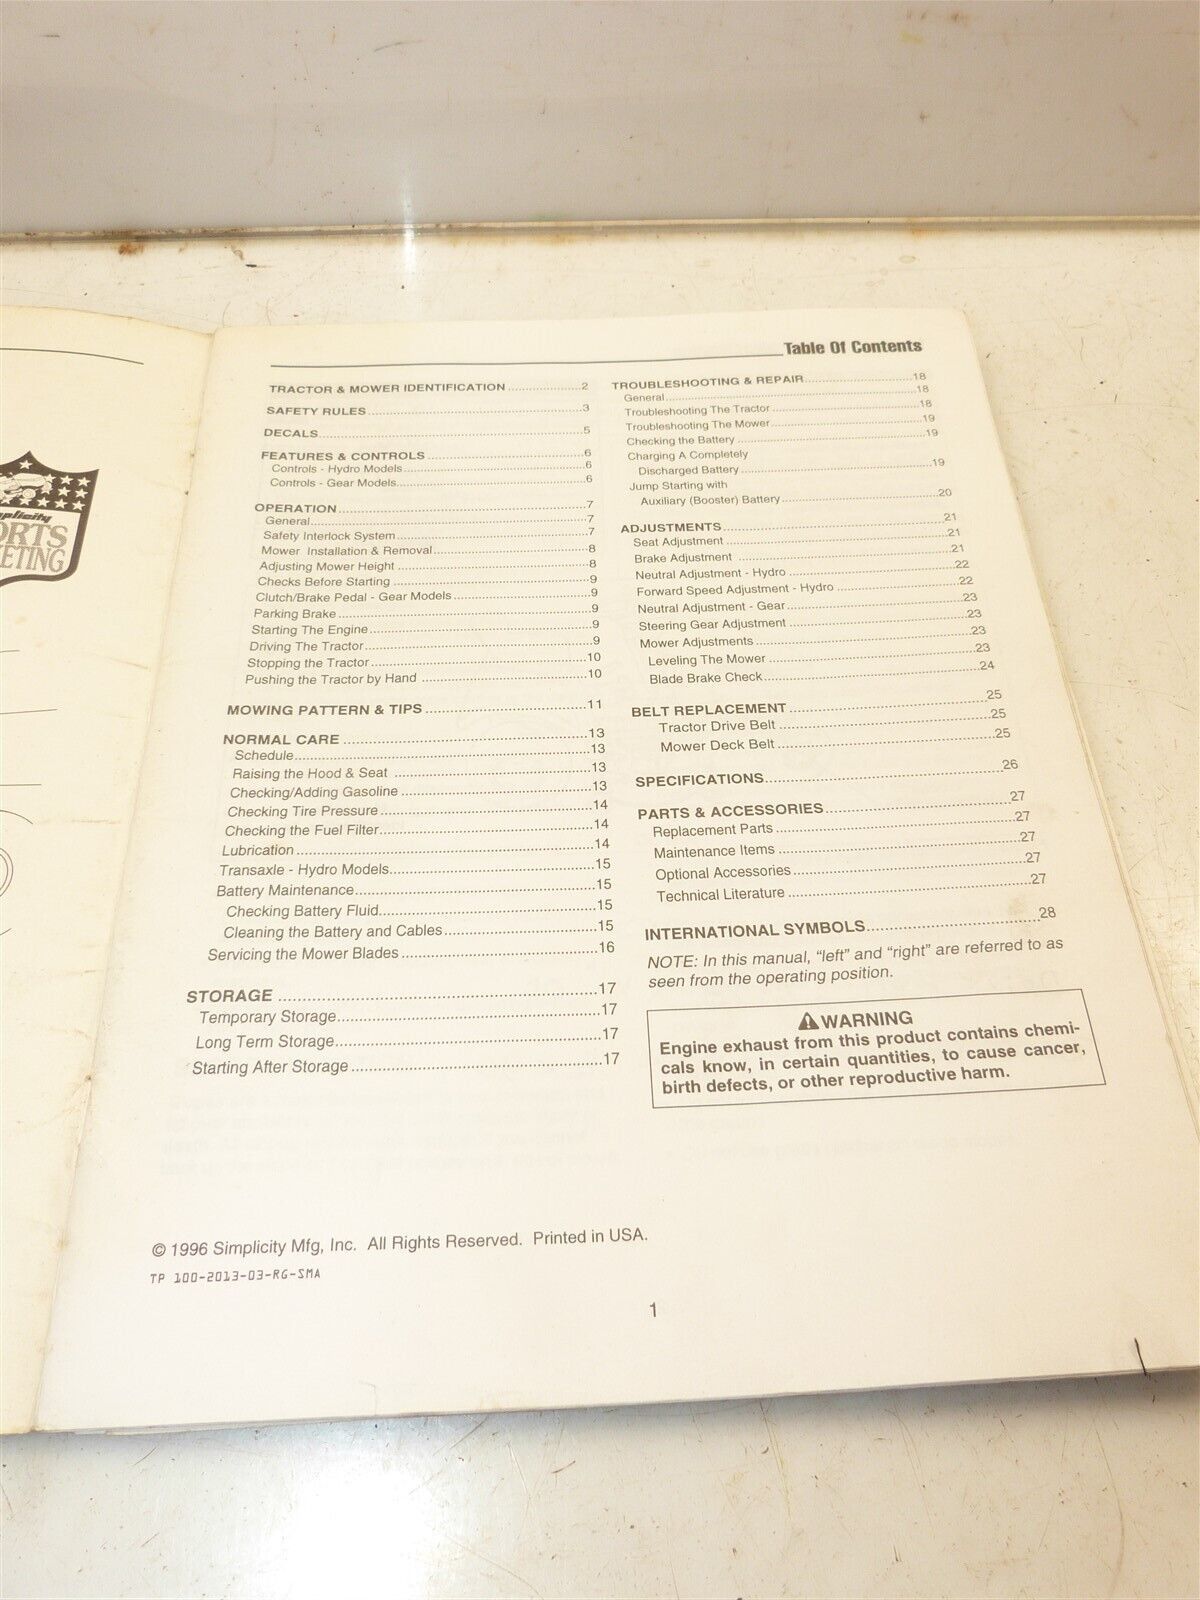 Simplicity
ORTS
ETING
Table Of Contents
TRACTOR & MOWER IDENTIFICATION ..................2
SAFETY RULES..................3
DECALS..................5
FEATURES & CONTROLS..................6
Controls - Hydro Models..................6
Controls - Gear Models..................6
OPERATION..................7
General..................7
Safety Interlock System..................7
Mower Installation & Removal..................8
Adjusting Mower Height..................8
Checks Before Starting..................9
Clutch/Brake Pedal - Gear Models..................9
Parking Brake..................9
Starting The Engine..................9
Driving The Tractor..................9
Stopping the Tractor..................10
Pushing the Tractor by Hand ..................10
MOWING PATTERN & TIPS ..................11
NORMAL CARE ..................13
Schedule..................13
Raising the Hood & Seat ..................13
Checking/Adding Gasoline ..................13
Checking Tire Pressure ..................14
Checking the Fuel Filter..................14
Lubrication ..................14
Transaxle - Hydro Models..................15
Battery Maintenance..................15
Checking Battery Fluid..................15
Cleaning the Battery and Cables..................15
Servicing the Mower Blades ..................16
STORAGE ..................17
Temporary Storage..................17
Long Term Storage..................17
Starting After Storage ..................17
TROUBLESHOOTING & REPAIR..................18
General..................18
Troubleshooting The Tractor ..................18
Troubleshooting The Mower..................19
Checking the Battery ..................19
Charging A Completely
Discharged Battery..................19
Jump Starting with
Auxiliary (Booster) Battery..................20
ADJUSTMENTS..................21
Seat Adjustment ..................21
Brake Adjustment ..................21
Neutral Adjustment - Hydro ..................22
Forward Speed Adjustment - Hydro ..................22
Neutral Adjustment - Gear..................23
Steering Gear Adjustment ..................23
Mower Adjustments ..................23
Leveling The Mower ..................23
Blade Brake Check..................24
BELT REPLACEMENT ..................25
Tractor Drive Belt ..................25
Mower Deck Belt ..................25
SPECIFICATIONS..................26
PARTS & ACCESSORIES..................27
Replacement Parts ..................27
Maintenance Items ..................27
Optional Accessories..................27
Technical Literature ..................27
INTERNATIONAL SYMBOLS..................28
NOTE: In this manual, "left" and "right" are referred to as
seen from the operating position.
WARNING
Engine exhaust from this product contains chemi-
cals know, in certain quantities, to cause cancer,
birth defects, or other reproductive harm.
© 1996 Simplicity Mfg, Inc. All Rights Reserved. Printed in USA.
TP 100-2013-03-RG-SMA
1